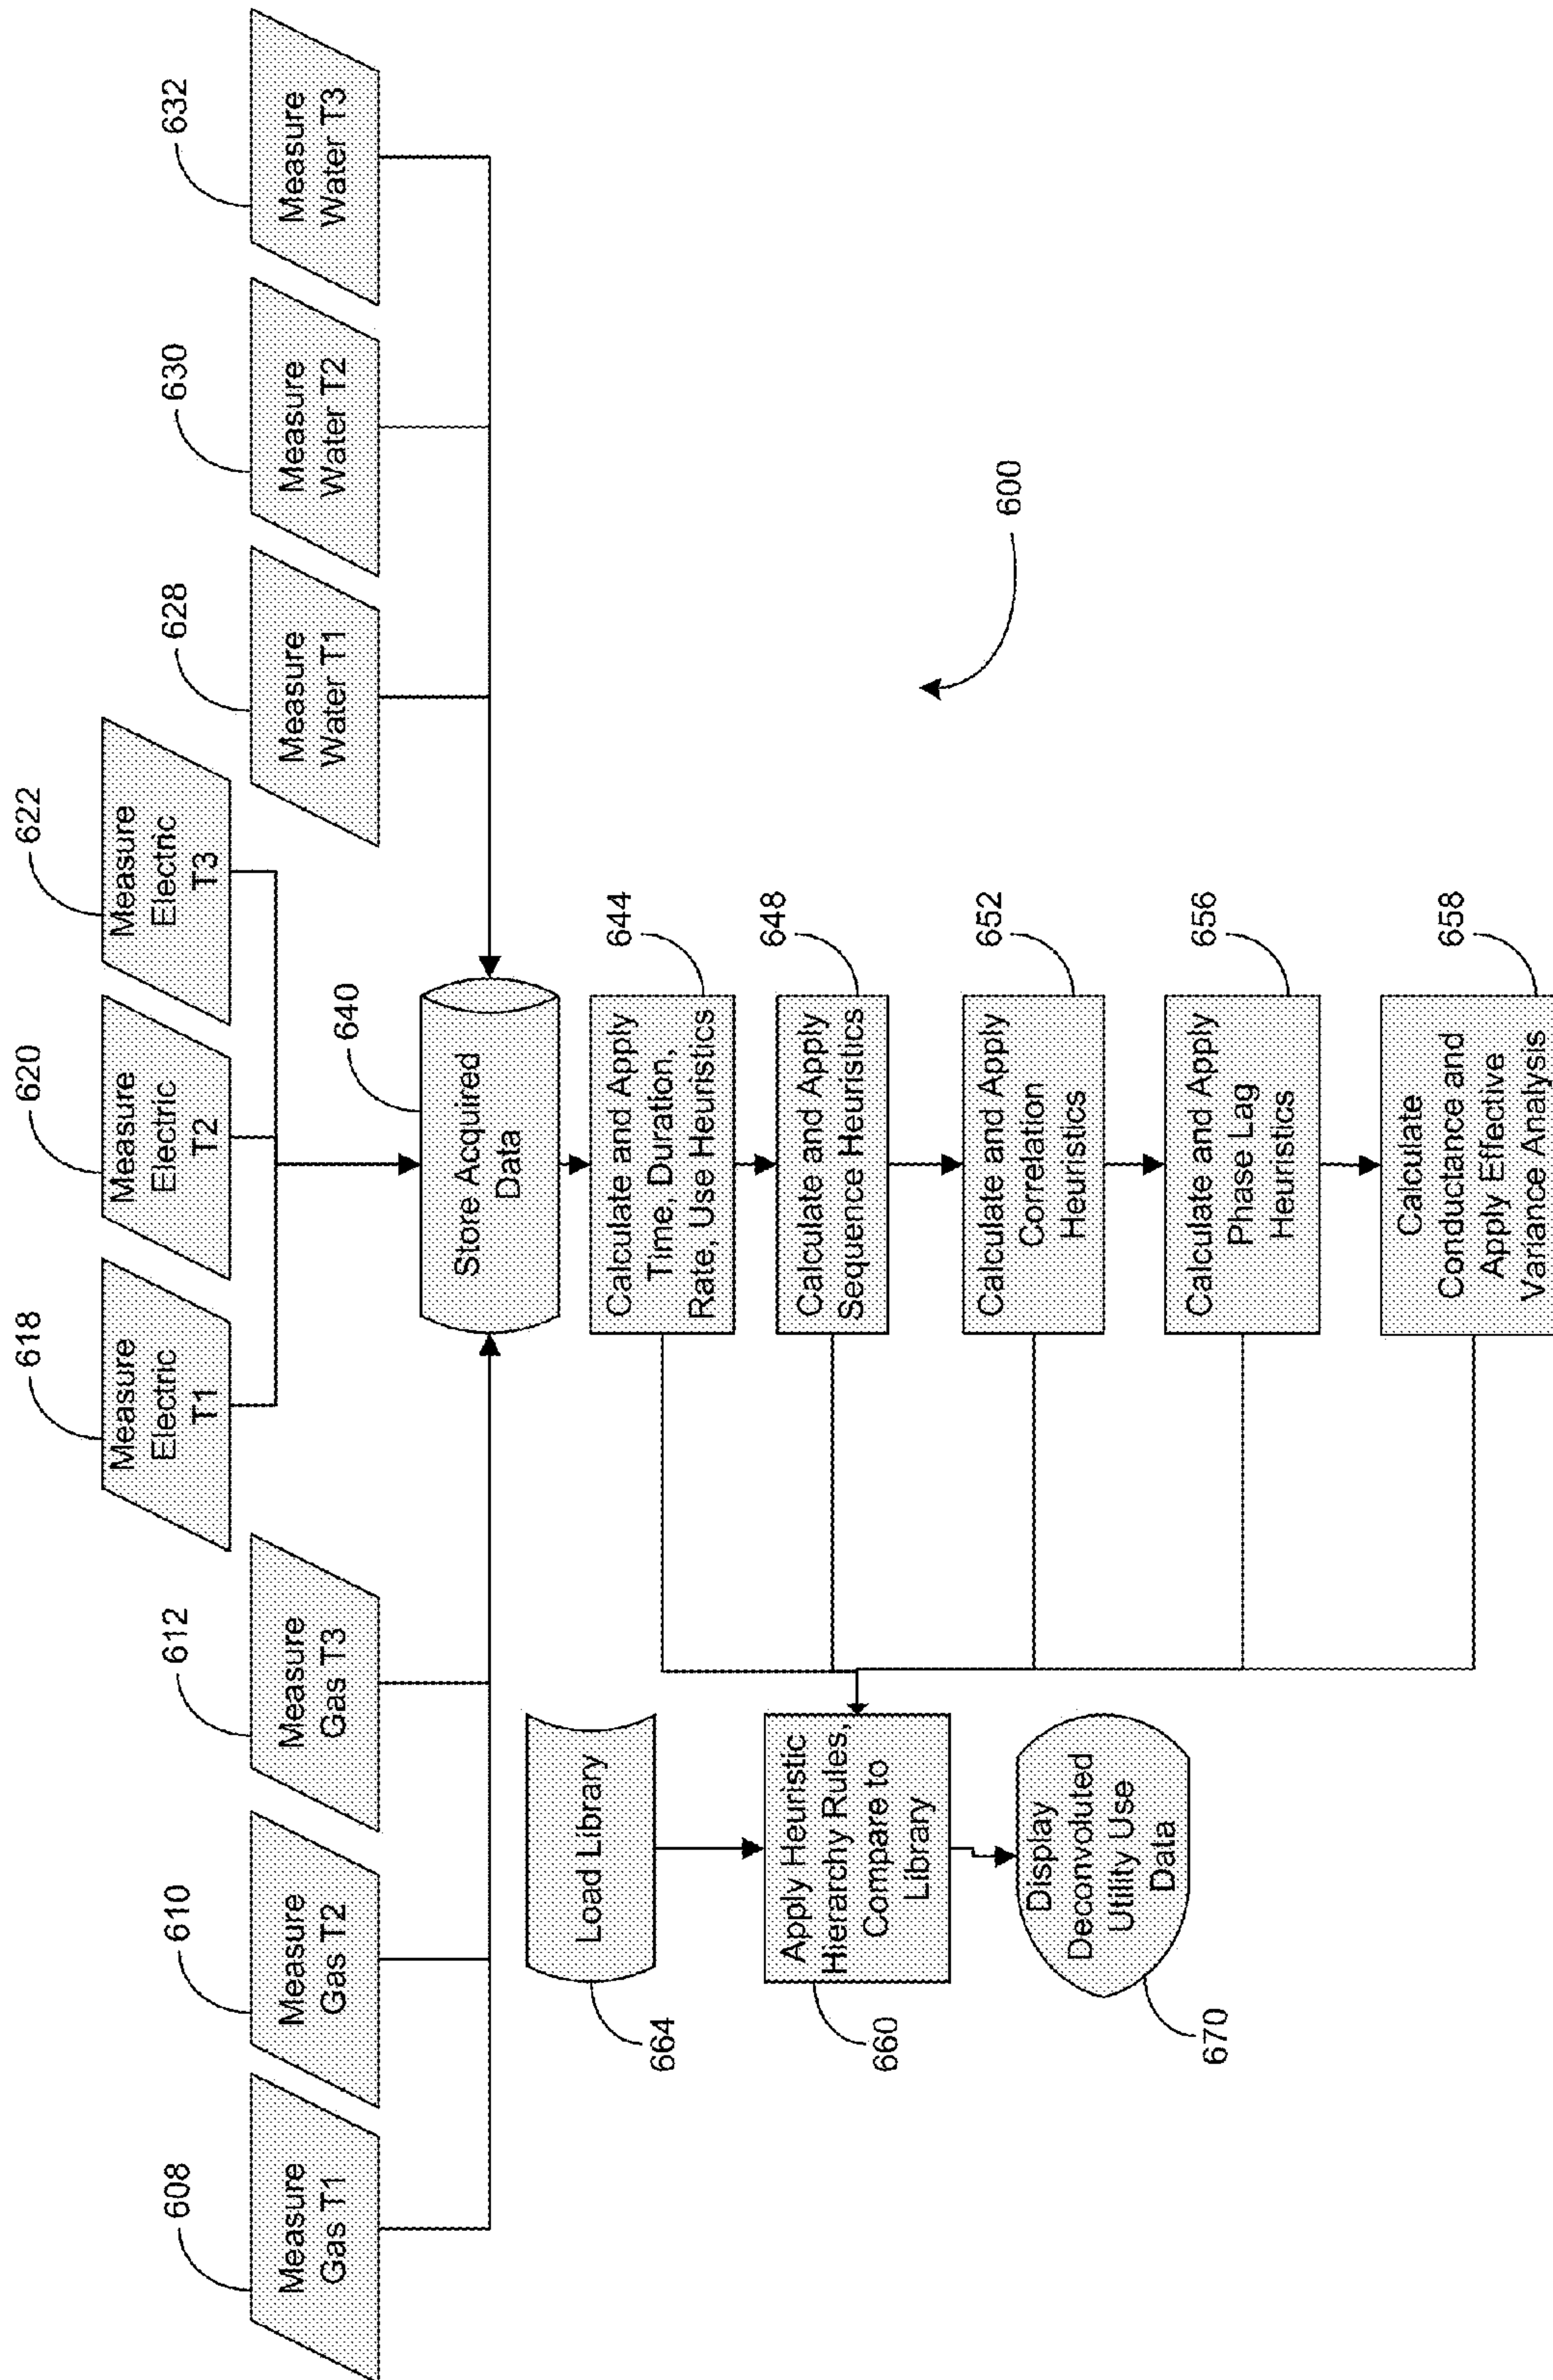 618
620
622
Measure
Electric
T1
Measure
Electric
T2
Measure
Electric
T3
608
610
612
628
630
632
Measure
Gas T1
Measure
Gas T2
Measure
Gas T3
Measure
Water T1
Measure
Water T2
Measure
Water T3
640
Store Acquired
Data
644
Calculate and Apply
Time, Duration,
Rate, Use Heuristics
648
Calculate and Apply
Sequence Heuristics
652
Calculate and Apply
Correlation
Heuristics
656
Calculate and Apply
Phase Lag
Heuristics
658
Calculate
Conductance and
Apply Effective
Variance Analysis
Load Library
664
Apply Heuristic
Hierarchy Rules,
Compare to
Library
660
Display
Deconvoluted
Utility Use
Data
670
600